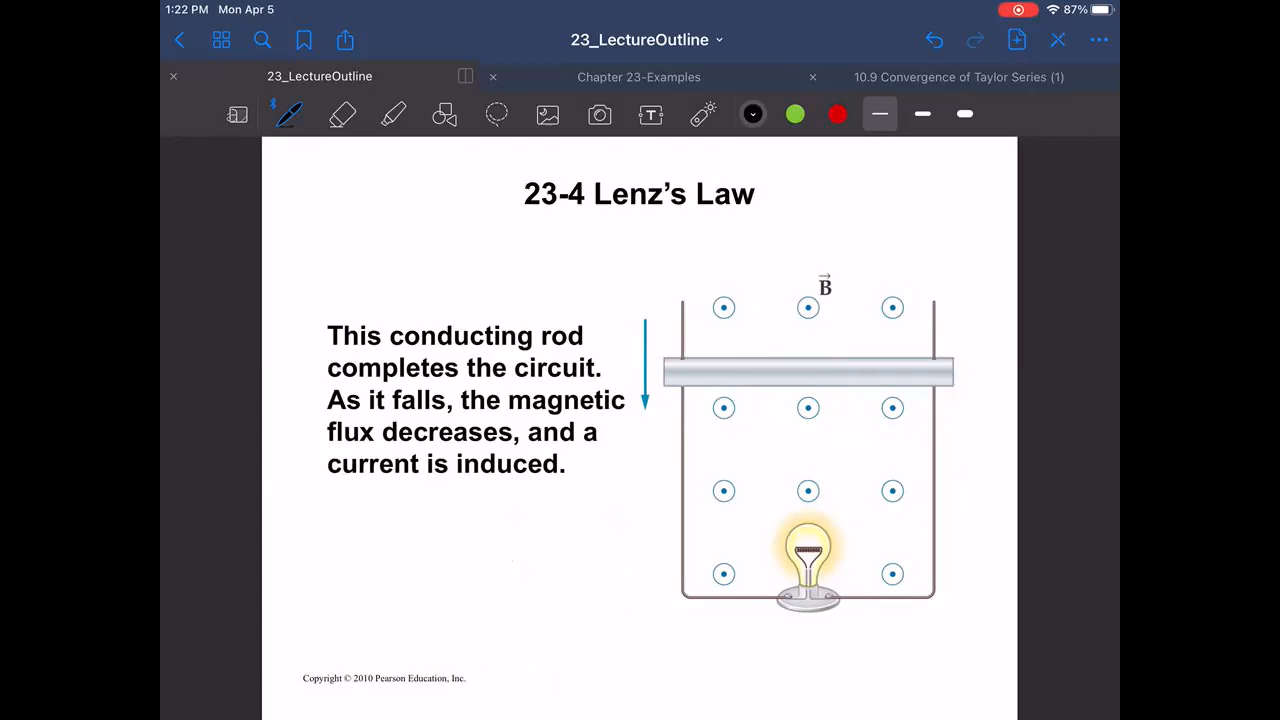 1:22 PM Mon Apr 5
87%
23_LectureOutline
23_LectureOutline
Chapter 23-Examples
10.9 Convergence of Taylor Series (1)
T
23-4 Lenz’s Law
B
This conducting rod
completes the circuit.
As it falls, the magnetic
flux decreases, and a
current is induced.
Copyright © 2010 Pearson Education, Inc.